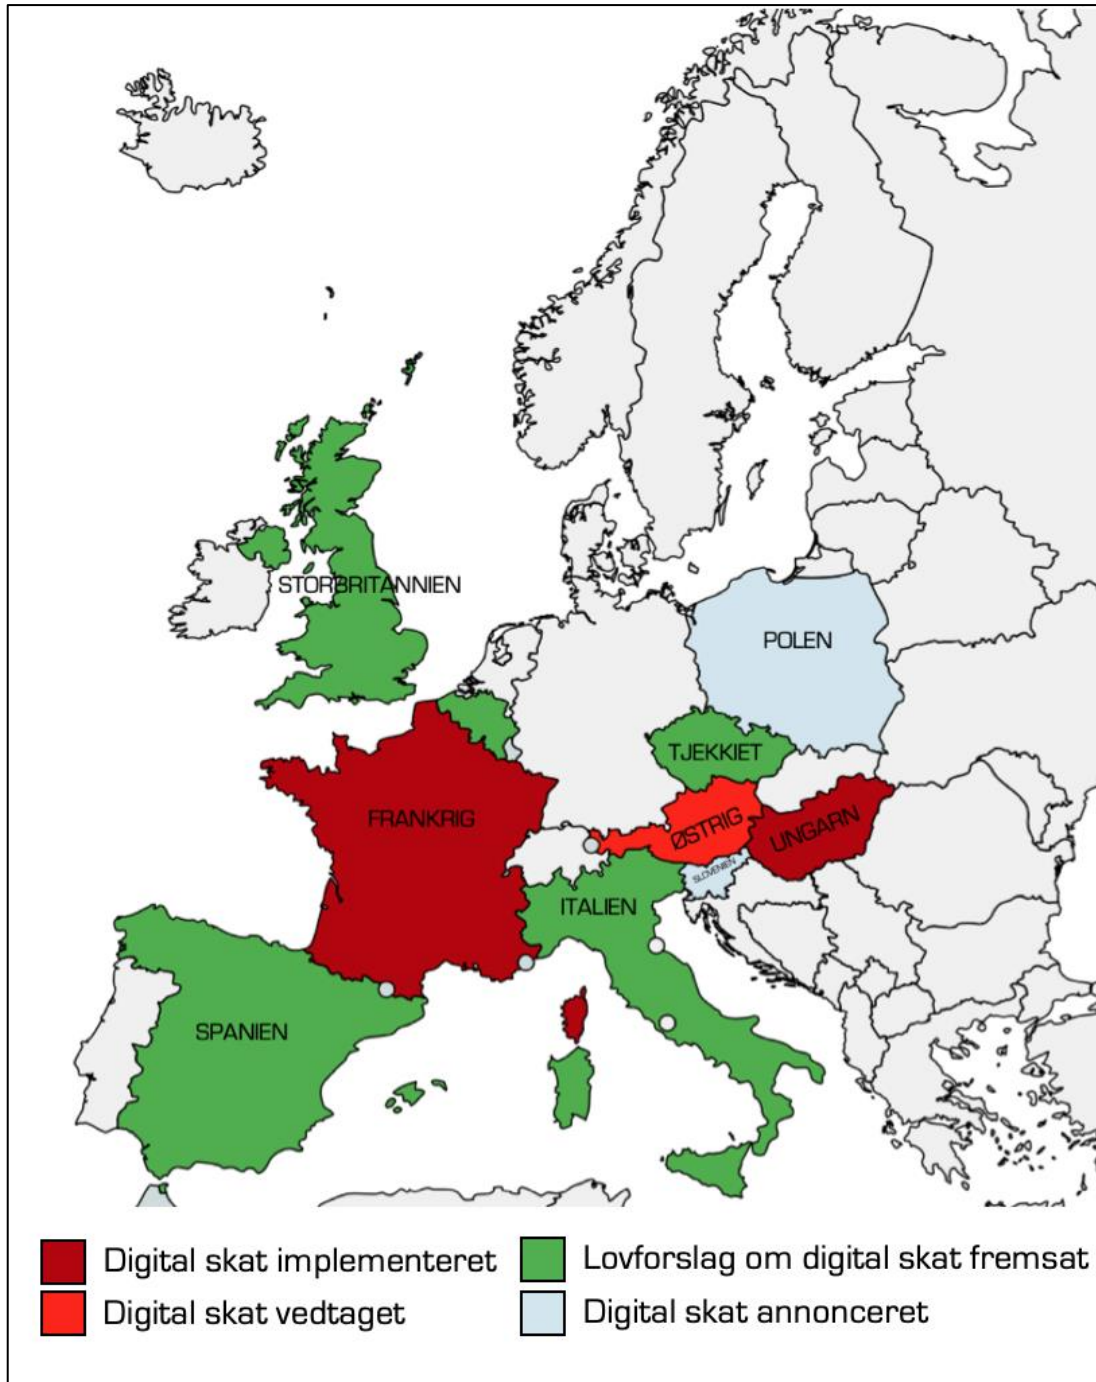 STORBRITANNIEN
POLEN
TJEKKIET
FRANKRIG
ØSTRIG
UNGARN
SLOVENIEN
ITALIEN
SPANIEN
Digital skat implementeret
Lovforslag om digital skat fremsat
Digital skat vedtaget
Digital skat annonceret